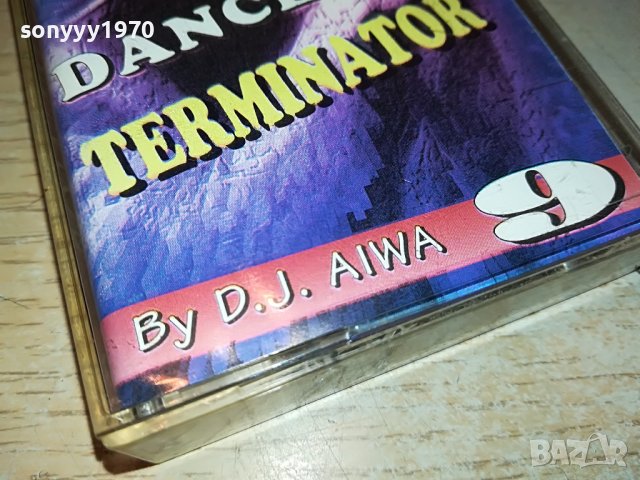 sonyyy1970
DANCE
TERMINATOR
9
By D.J. AIWA
BAZAR